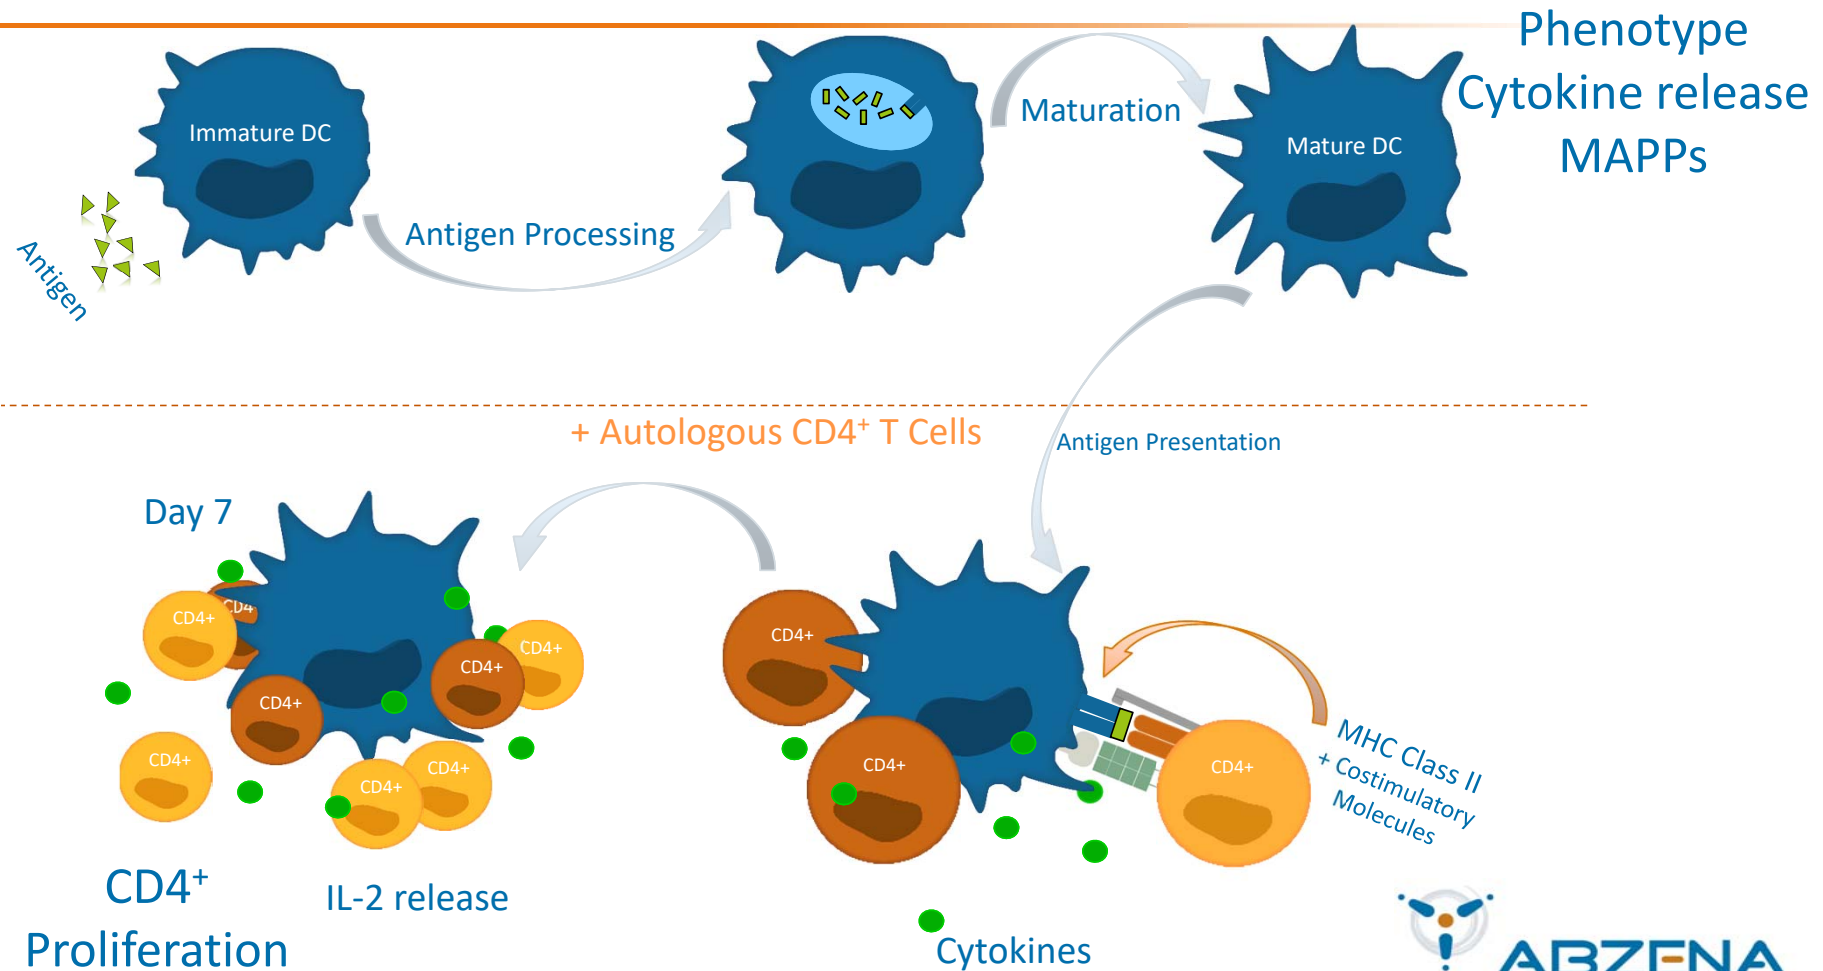 Phenotype
Cytokine release
MAPPs
Immature DC
Maturation
Mature DC
Antigen
Antigen Processing
+ Autologous CD4⁺ T Cells
Antigen Presentation
Day 7
CD4+
CD4
CD4+
CD4+
CD4+
CD4+
CD4+
CD4+
CD4+
CD4+
CD4+
MHC Class II
+ Costimulatory
Molecules
CD4⁺
Proliferation
IL-2 release
Cytokines
ABZENA